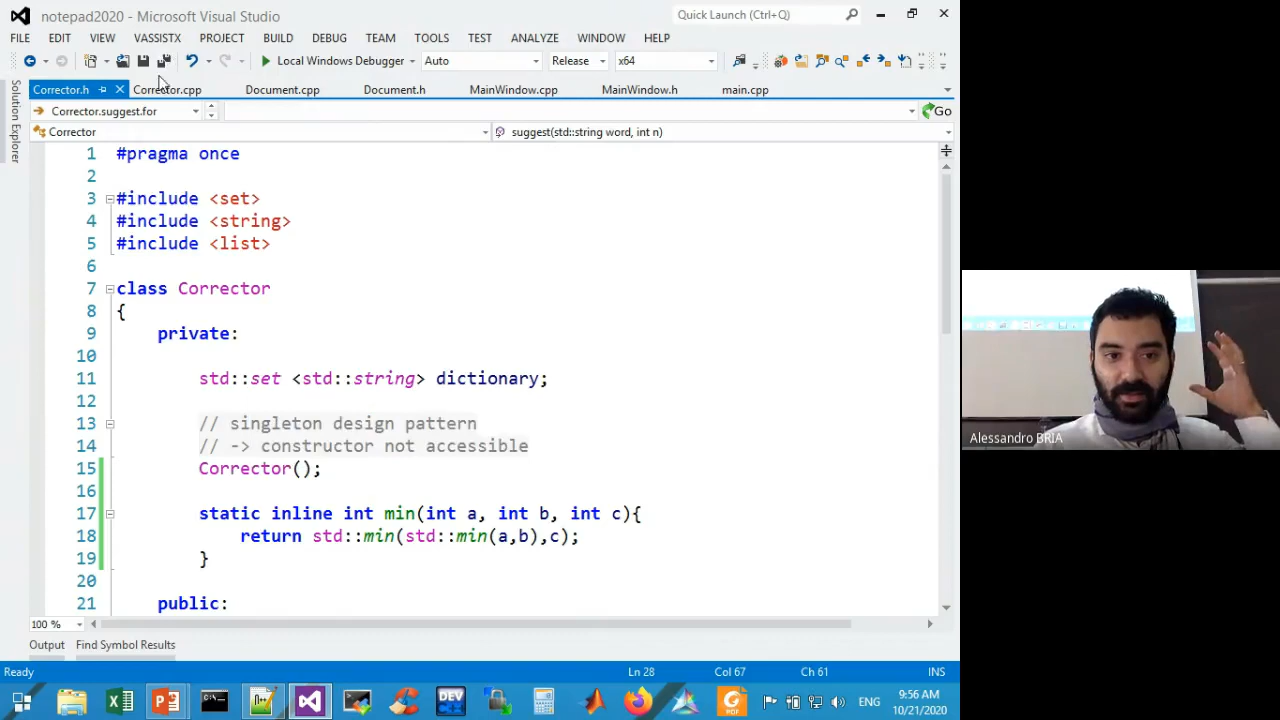 notepad2020 - Microsoft Visual Studio
Quick Launch (Ctrl+Q)
FILE EDIT VIEW VASSISTX PROJECT BUILD DEBUG TEAM TOOLS TEST ANALYZE WINDOW HELP
Local Windows Debugger Auto Release x64
Corrector.h Corrector.cpp Document.cpp Document.h MainWindow.cpp MainWindow.h main.cpp
Corrector.suggest.for Go
Corrector suggest(std::string word, int n)
Solution Explorer
1 #pragma once
2
3 #include <set>
4 #include <string>
5 #include <list>
6
7 class Corrector
8 {
9 private:
10
11 std::set <std::string> dictionary;
12
13 // singleton design pattern
14 // -> constructor not accessible
15 Corrector();
16
17 static inline int min(int a, int b, int c){
18 return std::min(std::min(a,b),c);
19 }
20
21 public:
100 %
Output Find Symbol Results
Ready Ln 28 Col 67 Ch 61 INS
DEV C++
PDF
ENG
9:56 AM
10/21/2020
Alessandro BRIA